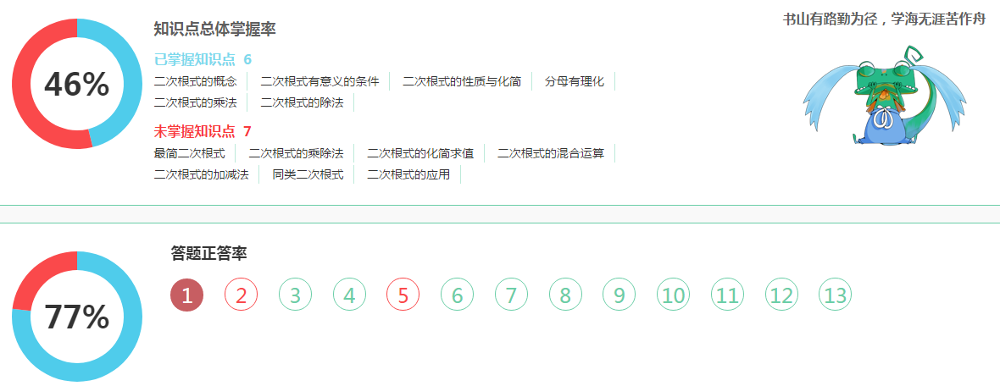 书山有路勤为径，学海无涯苦作舟
知识点总体掌握率
46%
已掌握知识点 6
二次根式的概念 二次根式有意义的条件 二次根式的性质与化简 分母有理化
二次根式的乘法 二次根式的除法
未掌握知识点 7
最简二次根式 二次根式的乘除法 二次根式的化简求值 二次根式的混合运算
二次根式的加减法 同类二次根式 二次根式的应用
答题正答率
77%
1 2 3 4 5 6 7 8 9 10 11 12 13